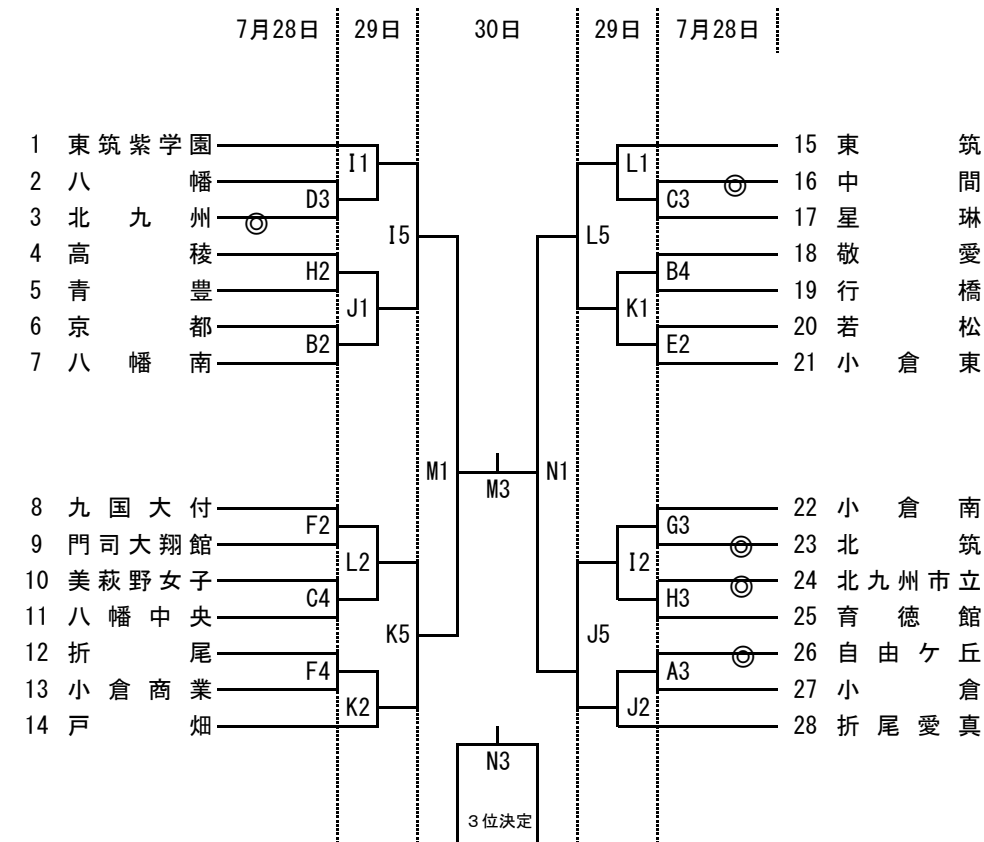 7月28日 29日 30日 29日 7月28日
1 東筑紫学園 I1 L1 15 東筑
2 八幡 D3 C3 16 中間 ◎
3 北九州 ◎ 17 星琳
I5 L5
4 高稜 H2 B4 18 敬愛
5 青豊 J1 K1 19 行橋
6 京都 B2 E2 20 若松
7 八幡南 21 小倉東
M1 M3 N1
8 九国大付 F2 G3 22 小倉南
9 門司大翔館 L2 I2 23 北筑 ◎
10 美萩野女子 C4 H3 24 北九州市立 ◎
11 八幡中央 25 育徳館
K5 J5
12 折尾 F4 A3 26 自由ケ丘 ◎
13 小倉商業 K2 J2 27 小倉
14 戸畑 28 折尾愛真
N3
3位決定